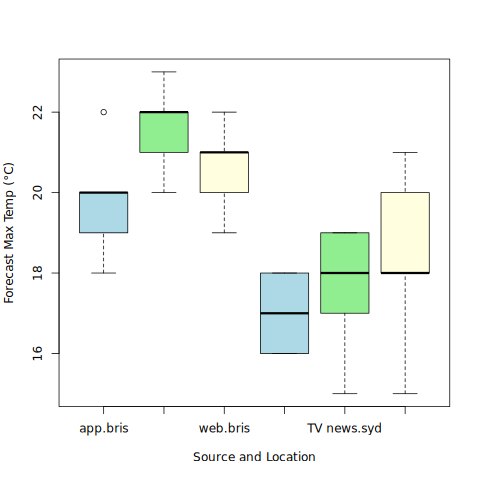 Forecast Max Temp (°C)
22
20
18
16
app.bris web.bris TV news.syd
Source and Location